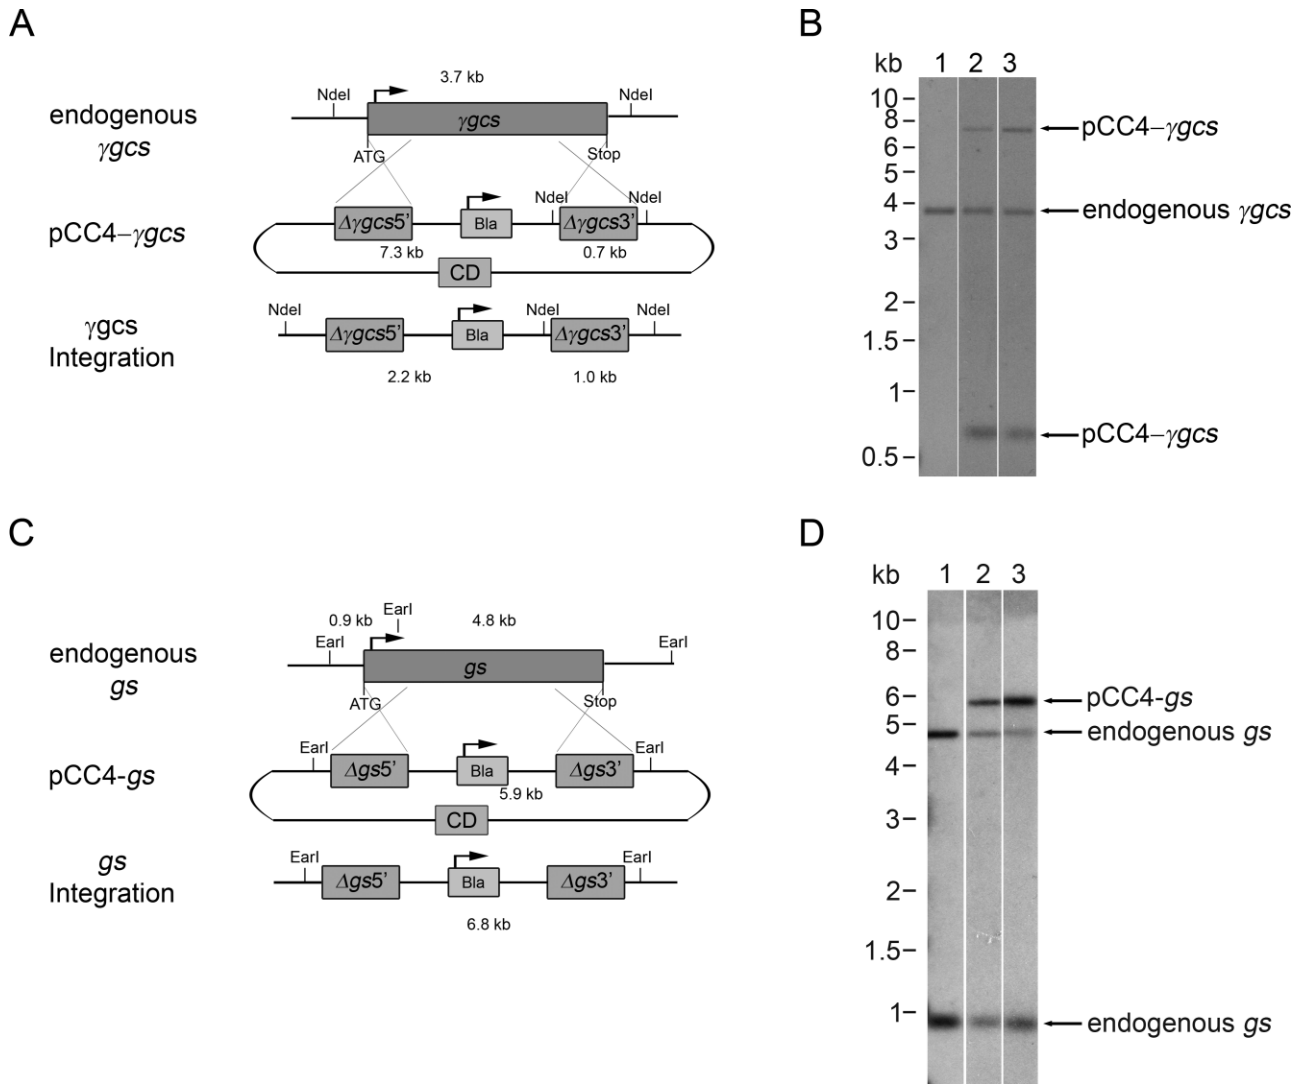 A
3.7 kb
NdeI NdeI
endogenous
γgcs
γgcs
ATG Stop
NdeI NdeI
Δγgcs5' Bla Δγgcs3'
pCC4–γgcs
7.3 kb 0.7 kb
CD
NdeI NdeI NdeI
γgcs
Integration
Δγgcs5' Bla Δγgcs3'
2.2 kb 1.0 kb
B
kb 1 2 3
10
8
6
5
4
3
2
1.5
1
0.5
pCC4–γgcs
endogenous γgcs
pCC4–γgcs
C
0.9 kb EarI 4.8 kb
EarI EarI
endogenous
gs
gs
ATG Stop
EarI EarI
Δgs5' Bla Δgs3'
pCC4-gs
5.9 kb
CD
EarI EarI
gs
Integration
Δgs5' Bla Δgs3'
6.8 kb
D
kb 1 2 3
10
8
6
5
4
3
2
1.5
1
pCC4-gs
endogenous gs
endogenous gs